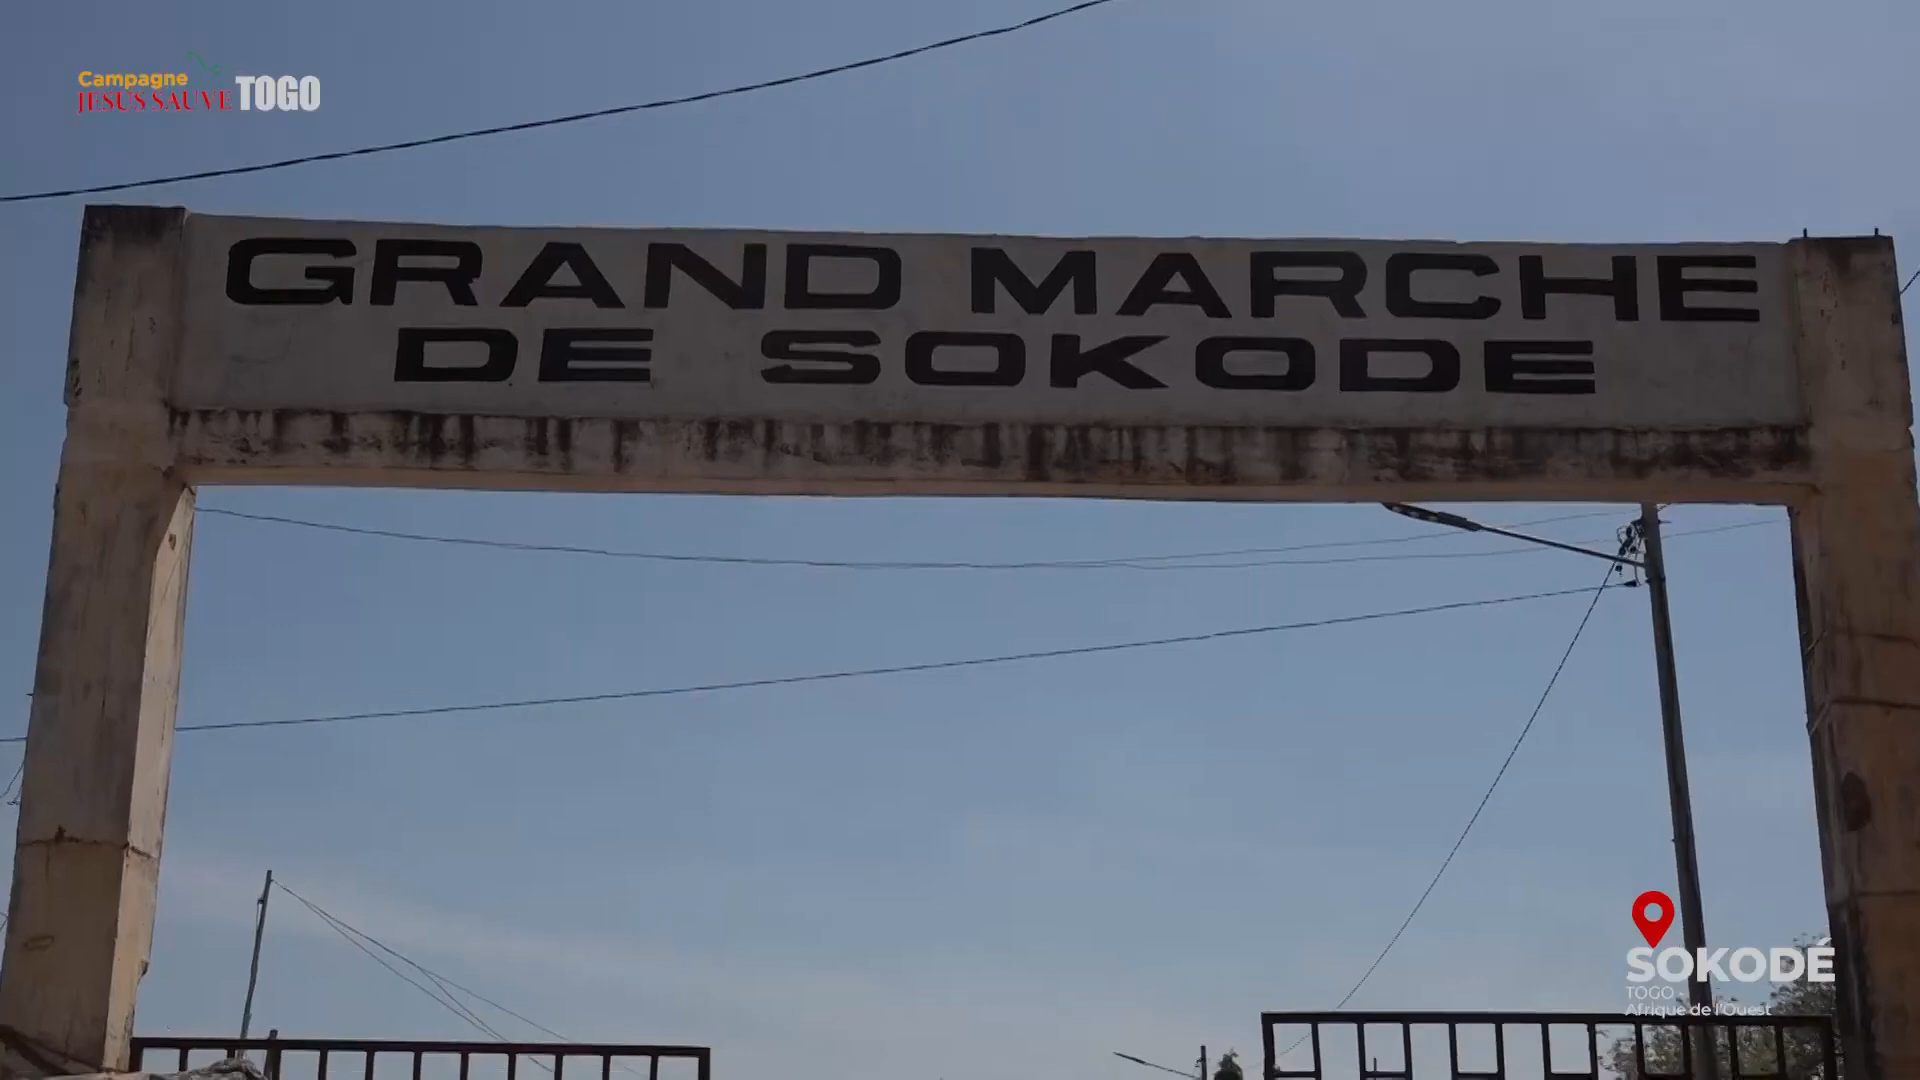 Campagne
JESUS SAUVE TOGO
GRAND MARCHE
DE SOKODE
SOKODÉ
TOGO -
Afrique de l'Ouest